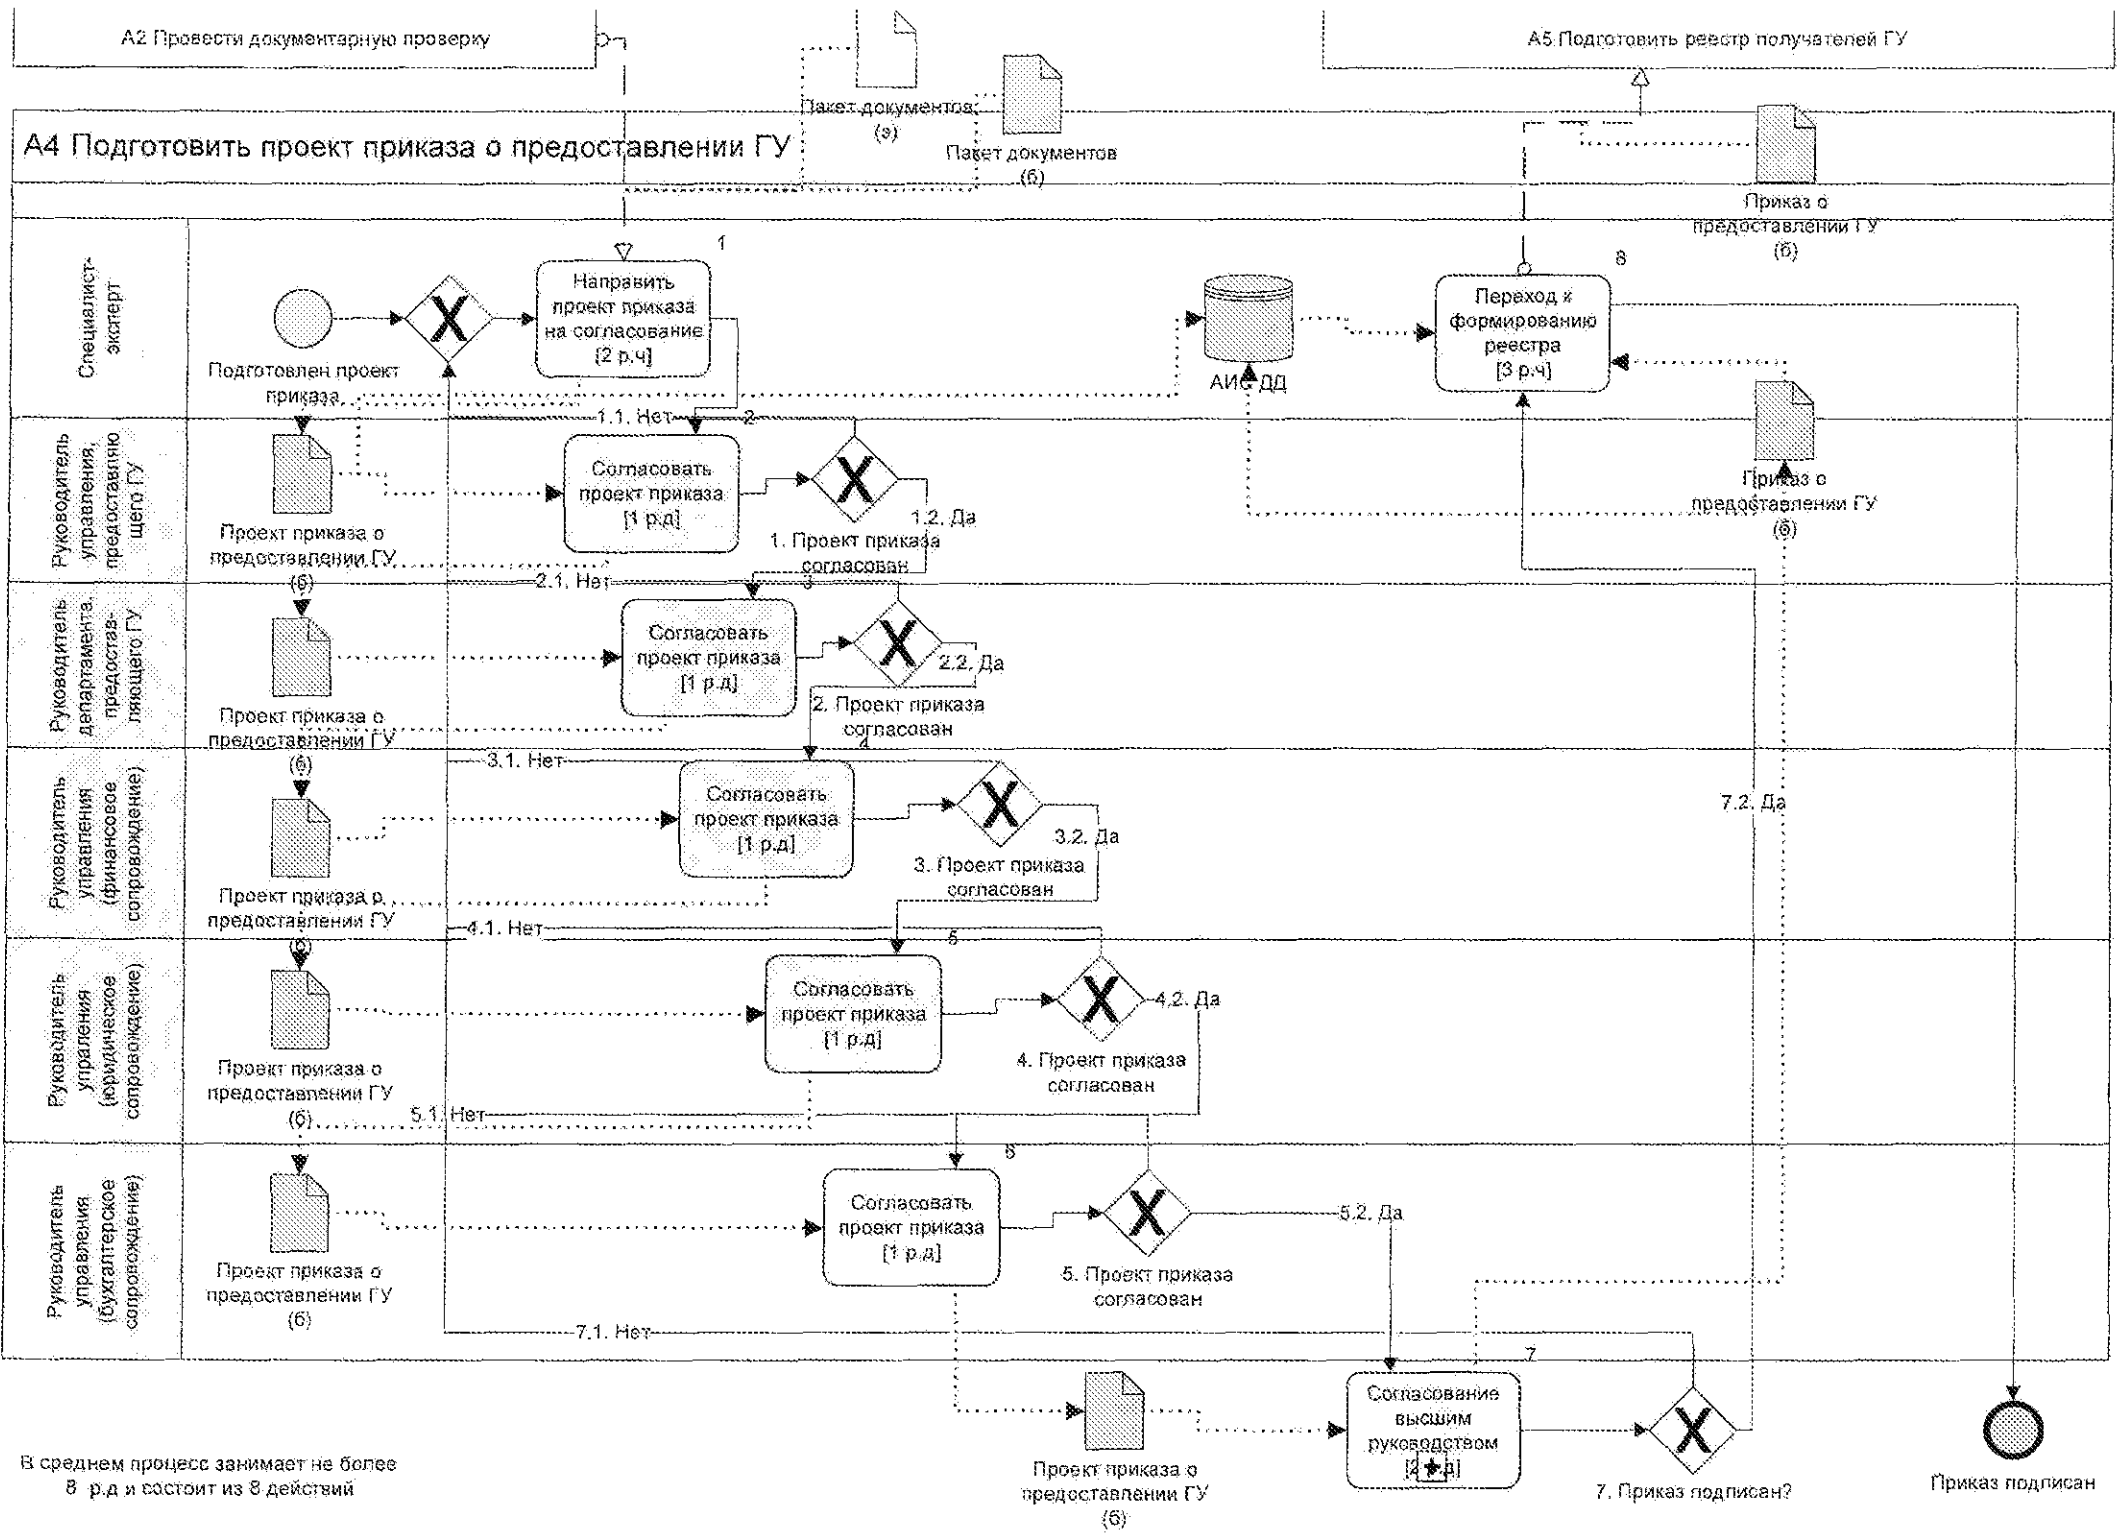 А2 Провести документарную проверку
А5 Подготовить реестр получателей ГУ
Пакет документов
(э)
Пакет документов
(б)
А4 Подготовить проект приказа о предоставлении ГУ
Приказ о
предоставлении ГУ
(б)
Специалист-
эксперт
Подготовлен проект
приказа
1
Направить
проект приказа
на согласование
[2 р.ч]
АИС ДД
8
Переход к
формированию
реестра
[3 р.ч]
Приказ о
предоставлении ГУ
(б)
1.1. Нет
2
Руководитель
управления,
предоставляю
щего ГУ
Проект приказа о
предоставлении ГУ
(б)
Согласовать
проект приказа
[1 р.д]
1.2. Да
1. Проект приказа
согласован
2.1. Нет
3
Руководитель
департамента,
предостав-
ляющего ГУ
Проект приказа о
предоставлении ГУ
(б)
Согласовать
проект приказа
[1 р.д]
2.2. Да
2. Проект приказа
согласован
3.1. Нет
4
Руководитель
управления
(финансовое
сопровождение)
Проект приказа о
предоставлении ГУ
(б)
Согласовать
проект приказа
[1 р.д]
3.2. Да
3. Проект приказа
согласован
7.2. Да
4.1. Нет
5
Руководитель
упраления
(юридическое
сопровождение)
Проект приказа о
предоставлении ГУ
(б)
Согласовать
проект приказа
[1 р.д]
4.2. Да
4. Проект приказа
согласован
5.1. Нет
6
Руководитель
управления
(бухгалтерское
сопровождение)
Проект приказа о
предоставлении ГУ
(б)
Согласовать
проект приказа
[1 р.д]
5.2. Да
5. Проект приказа
согласован
7.1. Нет
7
Проект приказа о
предоставлении ГУ
(б)
Согласование
высшим
руководством
[2 р.д]
7. Приказ подписан?
Приказ подписан
В среднем процесс занимает не более
8 р.д и состоит из 8 действий